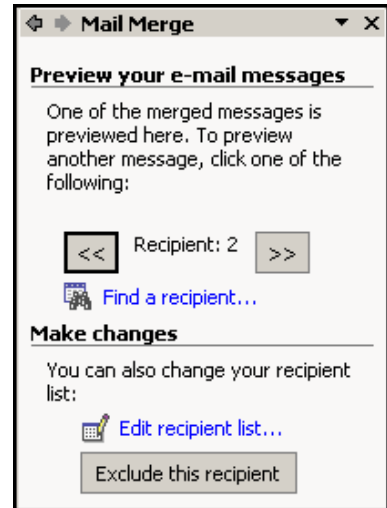 Mail Merge
Preview your e-mail messages
One of the merged messages is
previewed here. To preview
another message, click one of the
following:
<< Recipient: 2 >>
Find a recipient...
Make changes
You can also change your recipient
list:
Edit recipient list...
Exclude this recipient